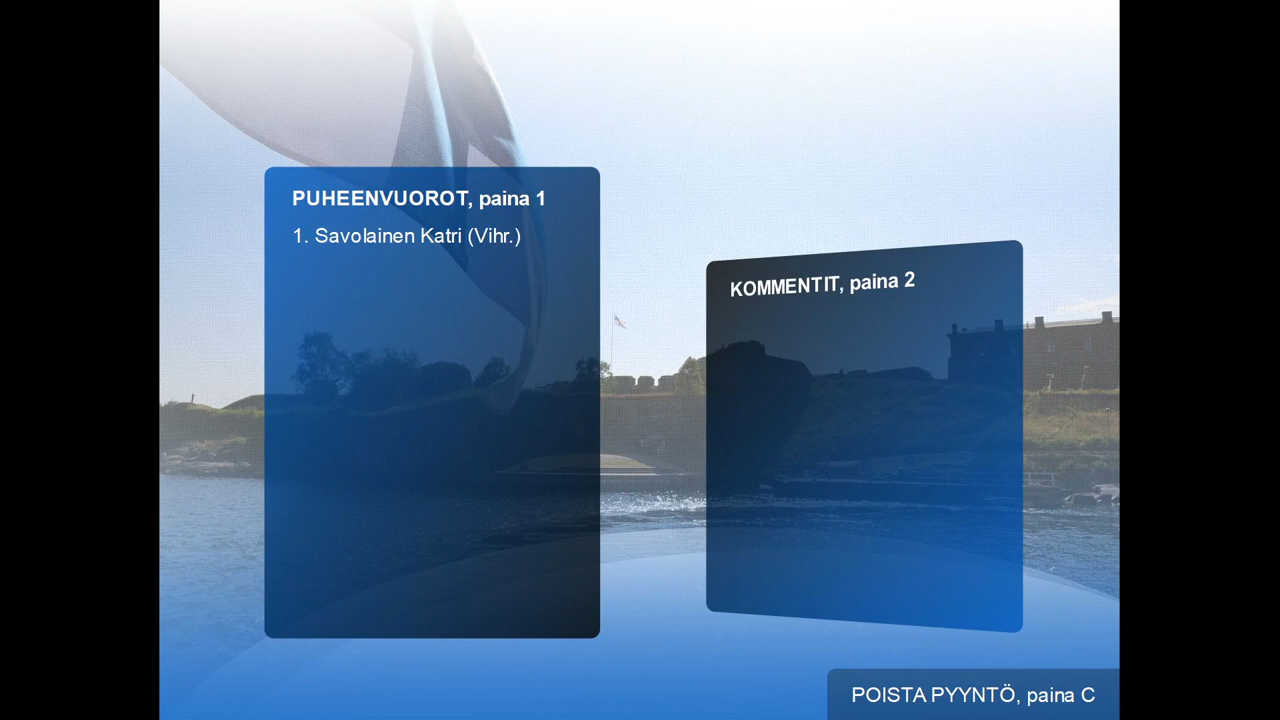 PUHEENVUOROT, paina 1
1. Savolainen Katri (Vihr.)
KOMMENTIT, paina 2
POISTA PYYNTÖ, paina C